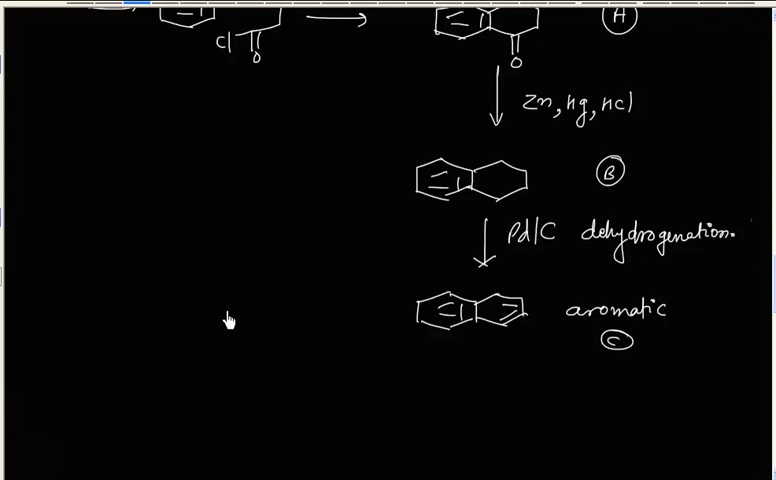 Cl
O
O
A
Zn, Hg, HCl
B
Pd/C dehydrogenation.
aromatic
C